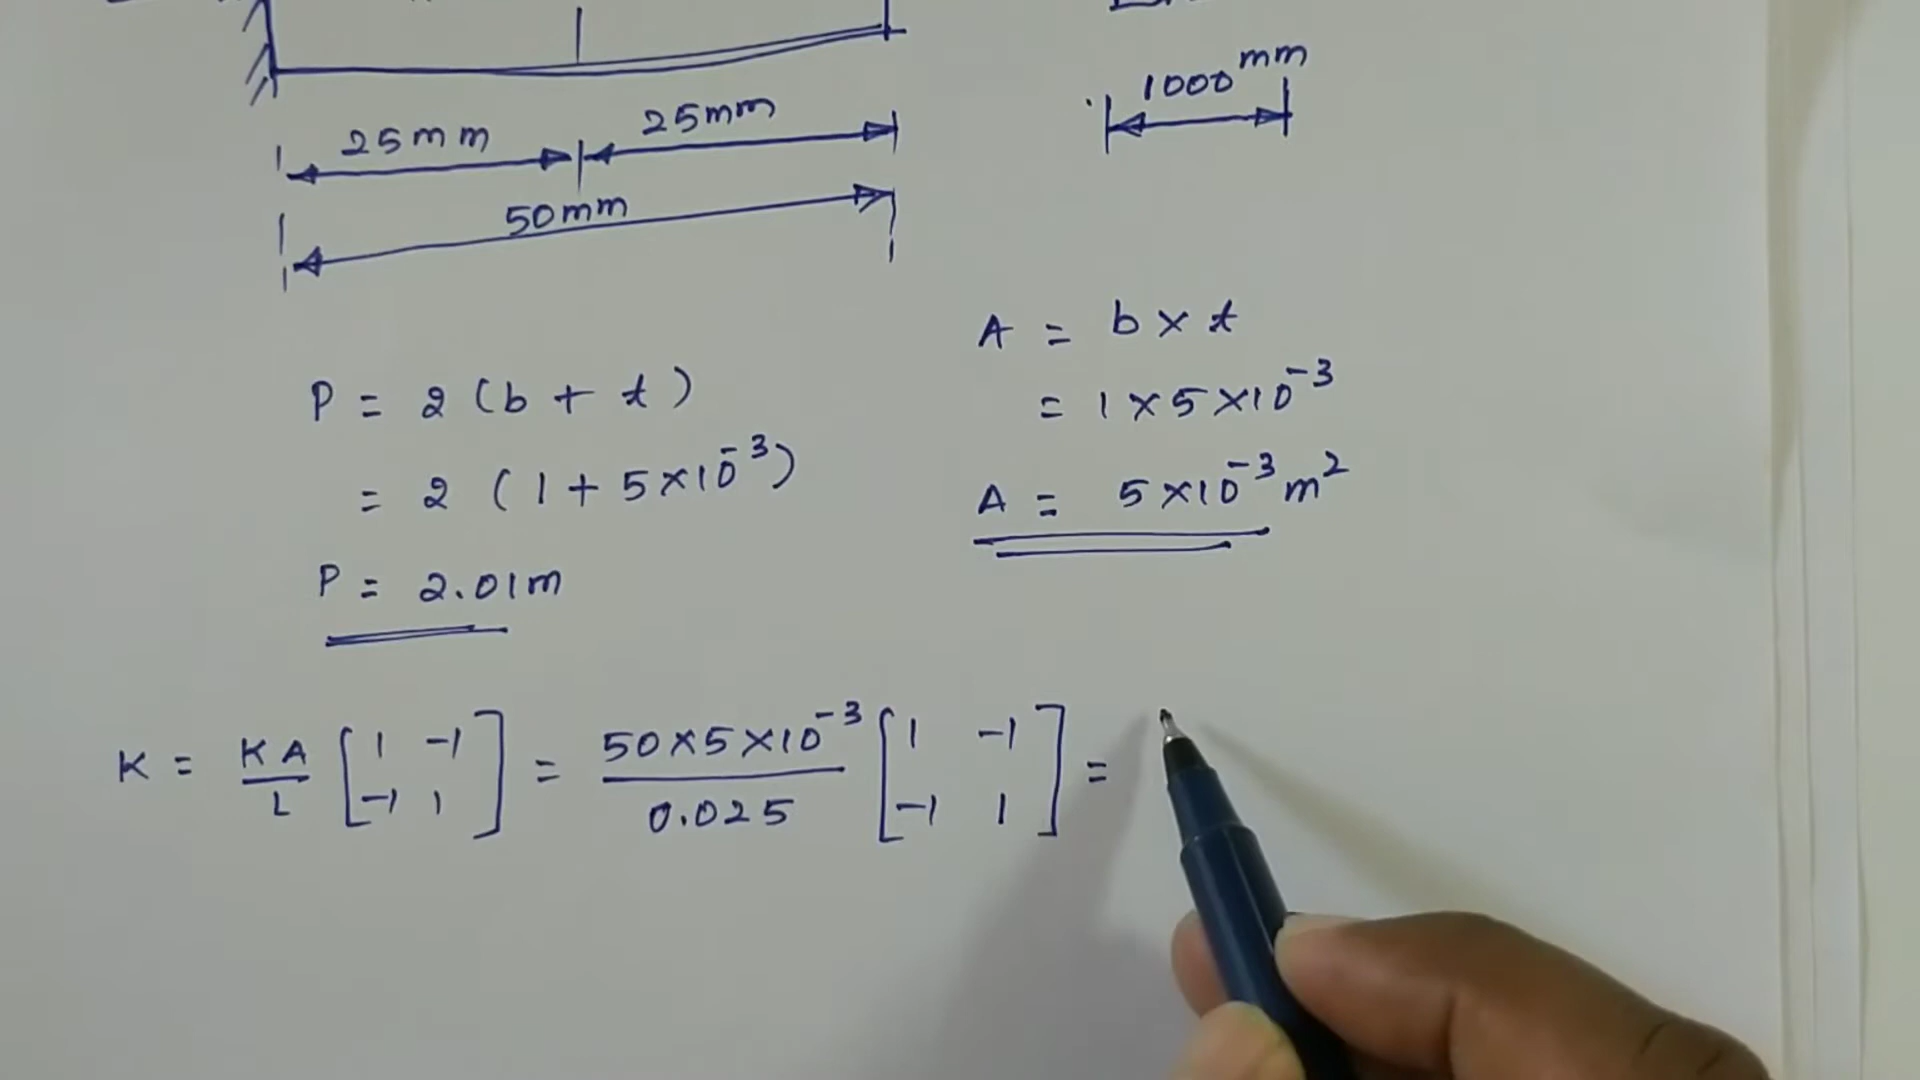 1000 mm
25mm 25mm
50mm
A = b × t
P = 2 (b + t)
= 1 × 5 × 10⁻³
= 2 (1 + 5×10⁻³)
A = 5×10⁻³ m²
P = 2.01m
K = KA/L [1 -1; -1 1] = 50×5×10⁻³/0.025 [1 -1; -1 1] =